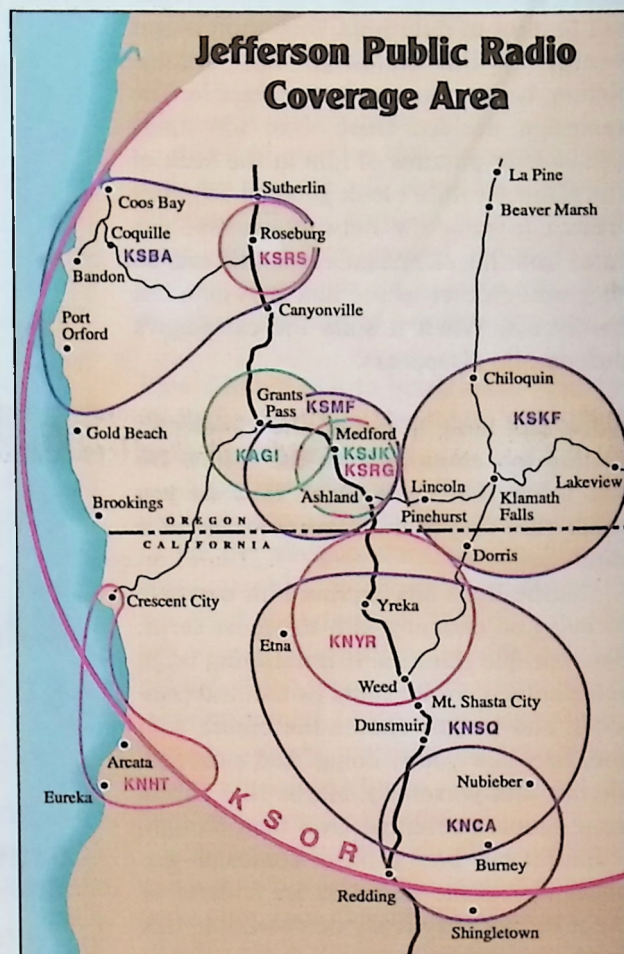 Jefferson Public Radio
Coverage Area
La Pine
Sutherlin
Coos Bay
Beaver Marsh
Coquille
KSBA
Roseburg
KSRS
Bandon
Canyonville
Port
Orford
Chiloquin
Grants
Pass
KSMF
KSKF
Gold Beach
Medford
KAGI
KSJK
KSRG
Lakeview
Ashland
Lincoln
Klamath
Falls
Brookings
Pinehurst
OREGON
CALIFORNIA
Dorris
Crescent City
Yreka
Etna
KNYR
Weed
Mt. Shasta City
Dunsmuir
KNSQ
Arcata
KNHT
Eureka
Nubieber
KSOR
KNCA
Burney
Redding
Shingletown